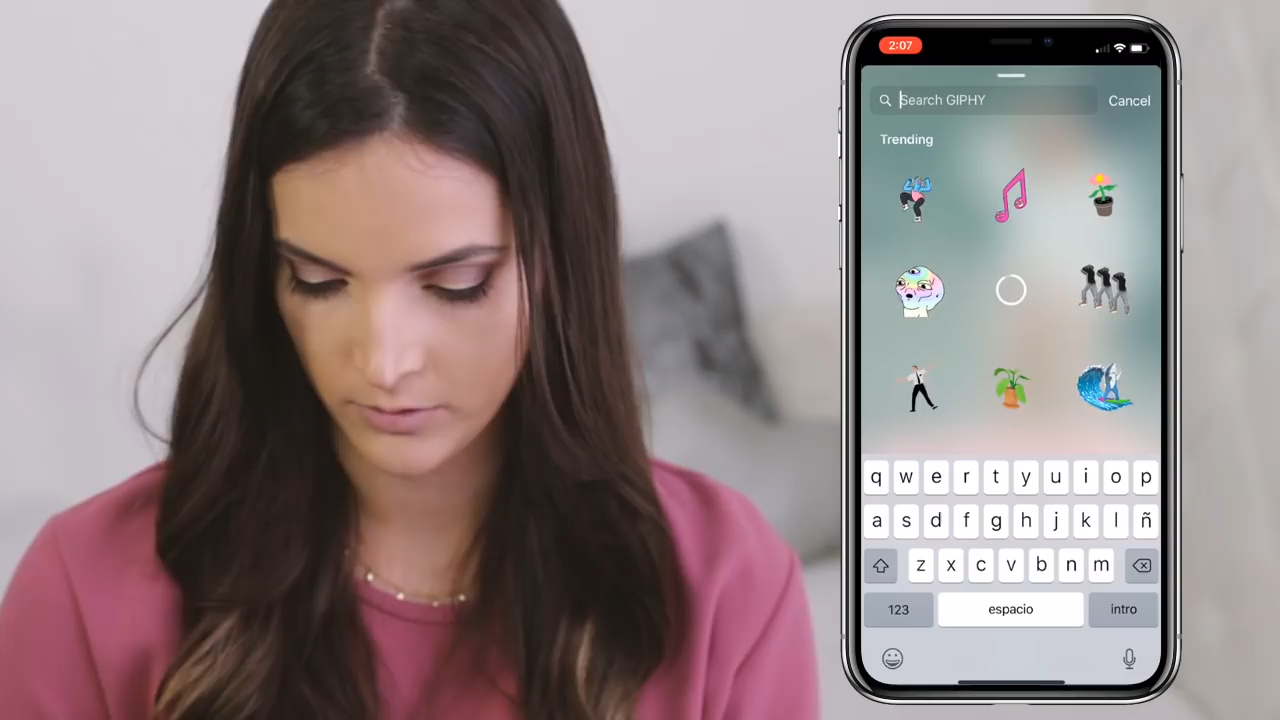 2:07
Search GIPHY
Cancel
Trending
q w e r t y u i o p
a s d f g h j k l ñ
z x c v b n m
123 espacio intro